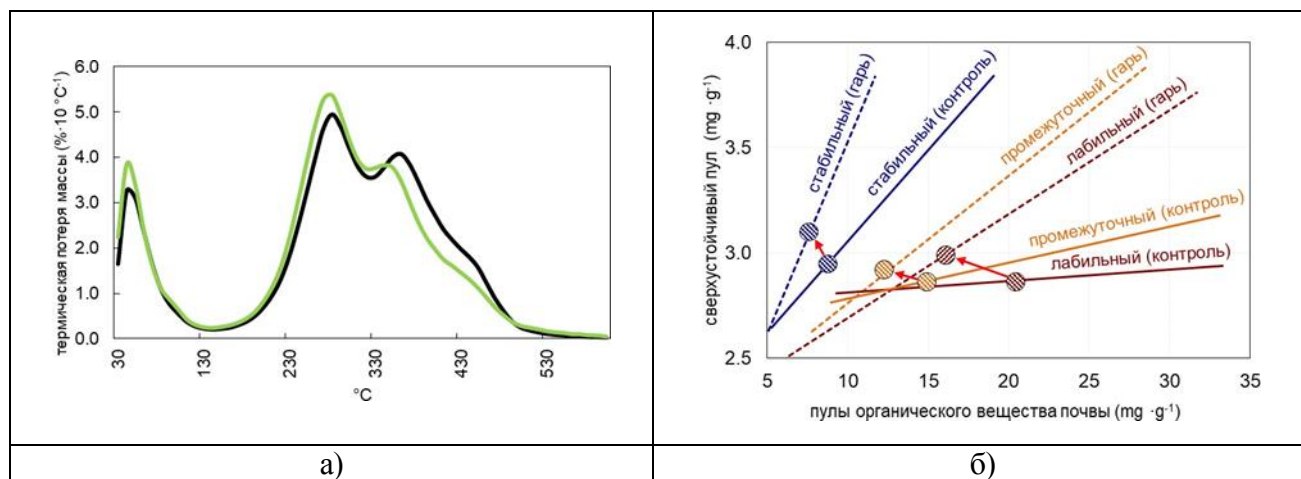 6.0
5.0
4.0
3.0
2.0
1.0
0.0
термическая потеря массы (%·10 °C⁻¹)
30
130
230
330
430
530
°C
а)
4.0
3.5
3.0
2.5
сверхустойчивый пул (mg ·g⁻¹)
стабильный (гарь)
стабильный (контроль)
промежуточный (гарь)
лабильный (гарь)
промежуточный (контроль)
лабильный (контроль)
5
10
15
20
25
30
35
пулы органического вещества почвы (mg ·g⁻¹)
б)